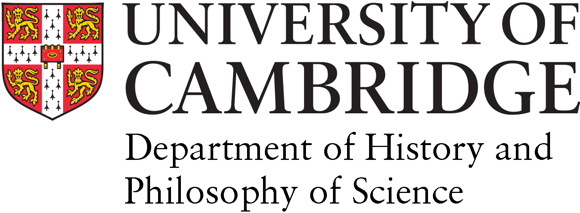 UNIVERSITY OF
CAMBRIDGE
Department of History and
Philosophy of Science